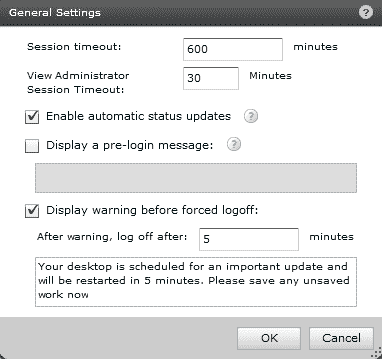 General Settings ?
Session timeout: 600 minutes
View Administrator
Session Timeout: 30 Minutes
Enable automatic status updates ?
Display a pre-login message: ?
Display warning before forced logoff:
After warning, log off after: 5 minutes
Your desktop is scheduled for an important update and
will be restarted in 5 minutes. Please save any unsaved
work now
OK Cancel